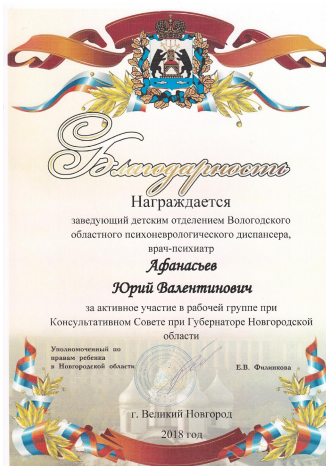 Благодарность
Награждается
заведующий детским отделением Вологодского
областного психоневрологического диспансера,
врач-психиатр
Афанасьев
Юрий Валентинович
за активное участие в рабочей группе при
Консультативном Совете при Губернаторе Новгородской
области
Уполномоченный по
правам ребенка
в Новгородской области
Е.В. Филинкова
г. Великий Новгород
2018 год